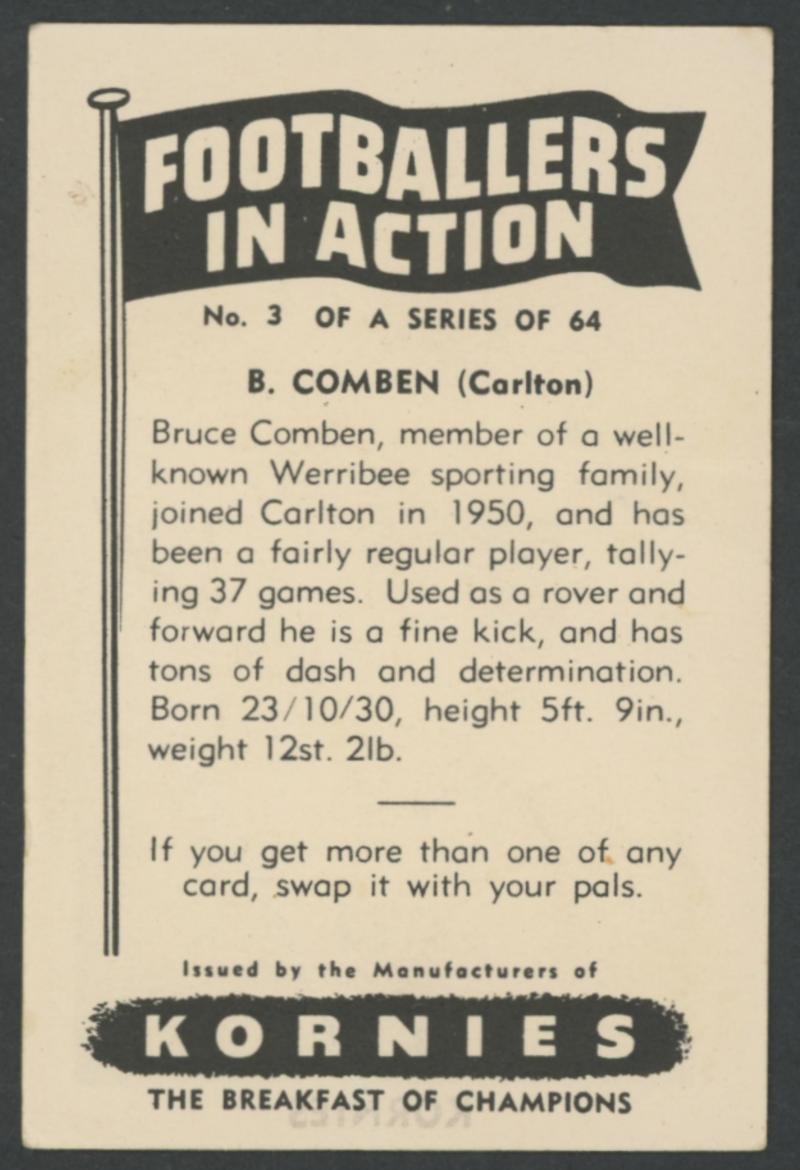 FOOTBALLERS
IN ACTION
No. 3 OF A SERIES OF 64
B. COMBEN (Carlton)
Bruce Comben, member of a well-
known Werribee sporting family,
joined Carlton in 1950, and has
been a fairly regular player, tally-
ing 37 games. Used as a rover and
forward he is a fine kick, and has
tons of dash and determination.
Born 23/10/30, height 5ft. 9in.,
weight 12st. 2lb.
If you get more than one of any
card, swap it with your pals.
Issued by the Manufacturers of
KORNIES
THE BREAKFAST OF CHAMPIONS